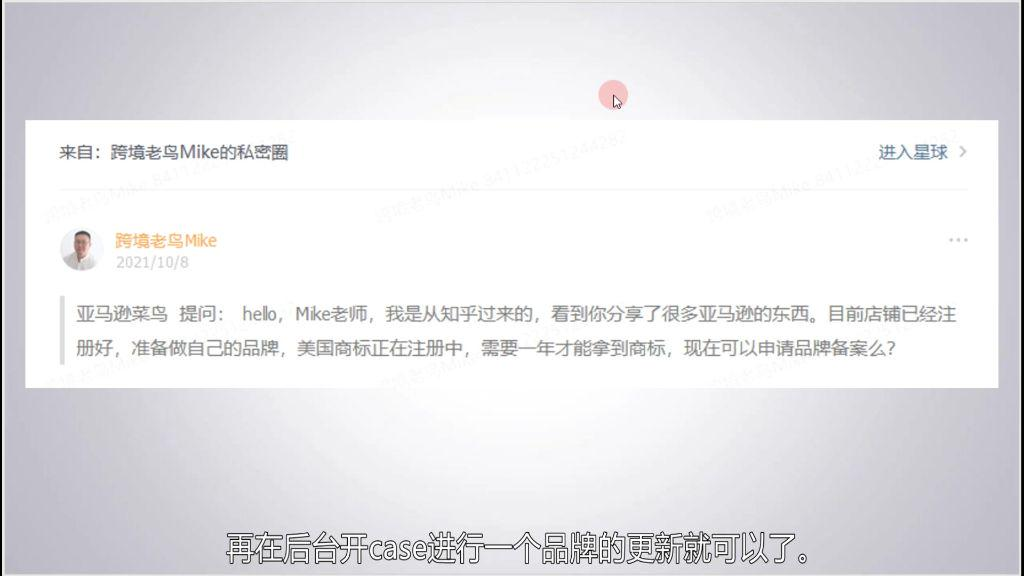 来自：跨境老鸟Mike的私密圈
进入星球
跨境老鸟Mike
2021/10/8
亚马逊菜鸟 提问： hello，Mike老师，我是从知乎过来的，看到你分享了很多亚马逊的东西。目前店铺已经注
册好，准备做自己的品牌，美国商标正在注册中，需要一年才能拿到商标，现在可以申请品牌备案么？
再在后台开case进行一个品牌的更新就可以了。